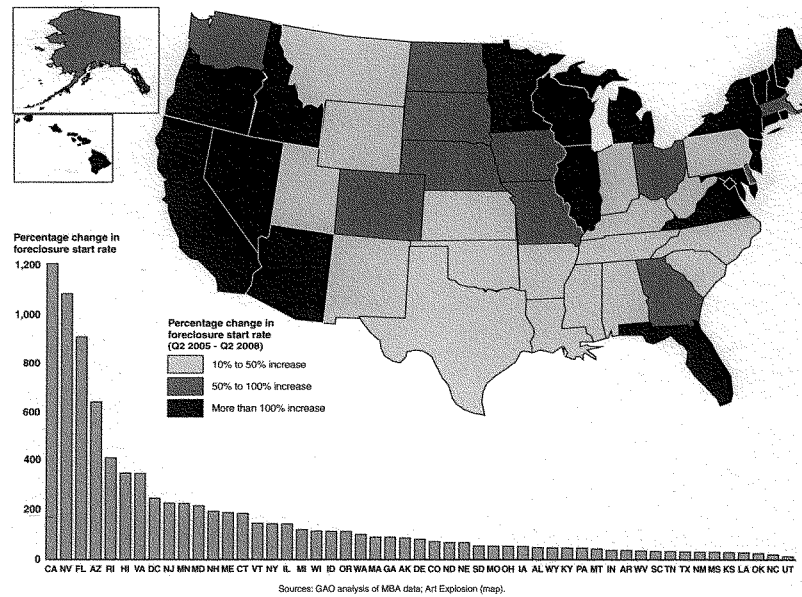 Percentage change in
foreclosure start rate
1,200
1,000
800
600
400
200
0
Percentage change in
foreclosure start rate
(Q2 2005 - Q2 2008)
10% to 50% increase
50% to 100% increase
More than 100% increase
CA NV FL AZ RI HI VA DC NJ MN MD NH ME CT VT NY IL MI WI ID OR WA MA GA AK DE CO ND NE SD MO OH IA AL WY KY PA MT IN AR WV SC TN TX NM MS KS LA OK NC UT
Sources: GAO analysis of MBA data; Art Explosion (map).